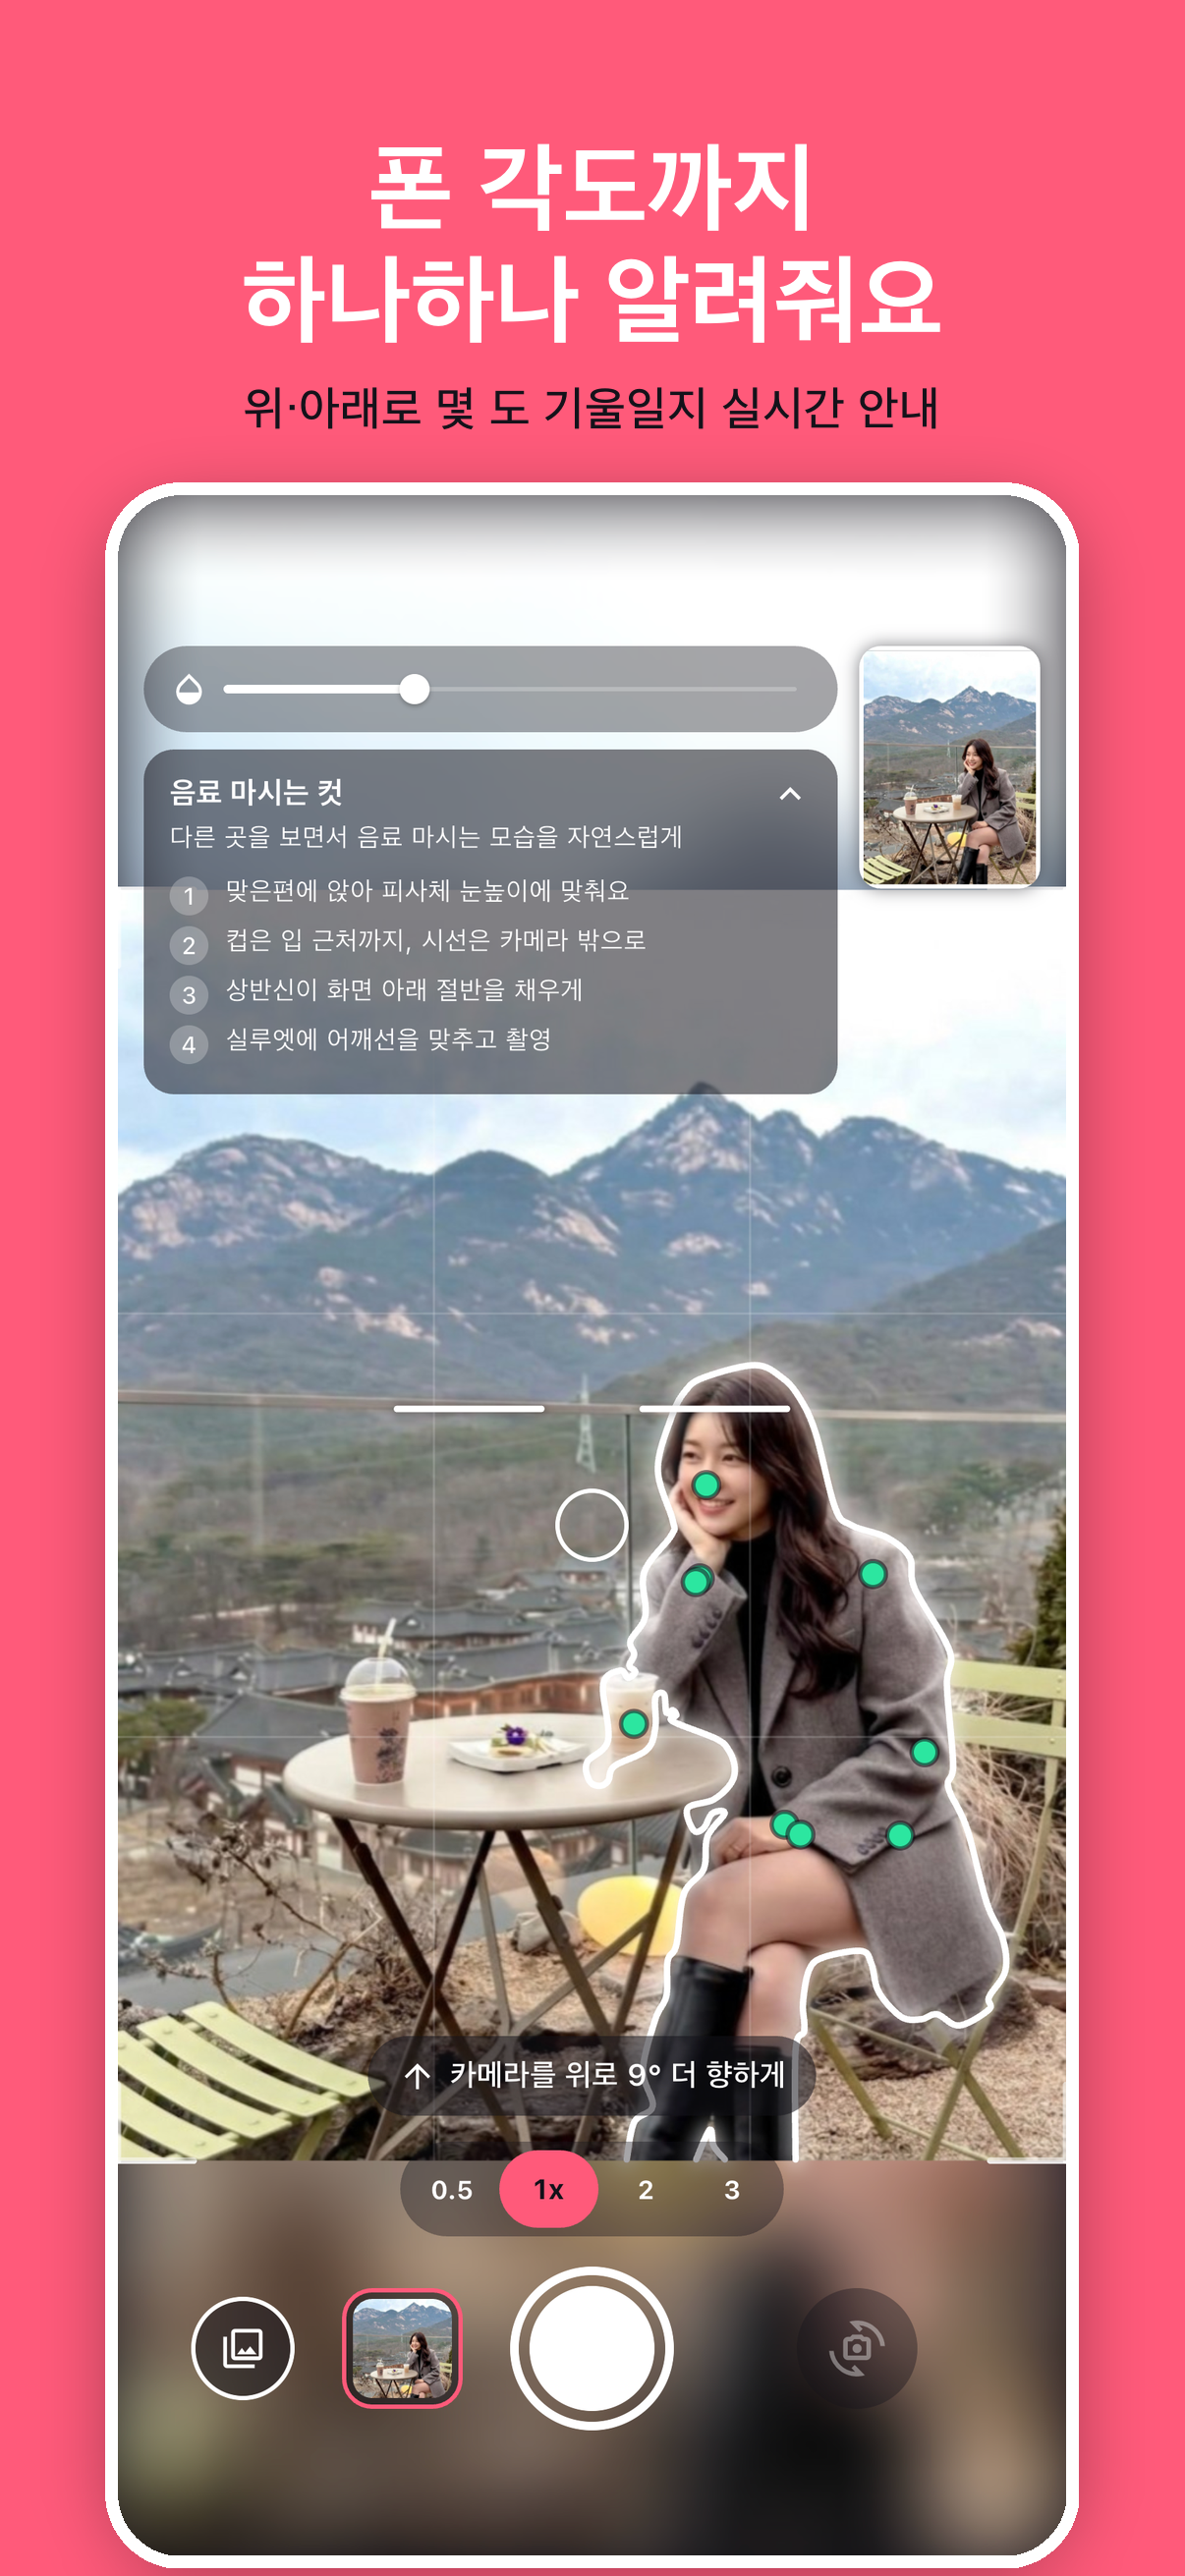 폰 각도까지
하나하나 알려줘요
위·아래로 몇 도 기울일지 실시간 안내
음료 마시는 컷
다른 곳을 보면서 음료 마시는 모습을 자연스럽게
1 맞은편에 앉아 피사체 눈높이에 맞춰요
2 컵은 입 근처까지, 시선은 카메라 밖으로
3 상반신이 화면 아래 절반을 채우게
4 실루엣에 어깨선을 맞추고 촬영
↑ 카메라를 위로 9° 더 향하게
0.5 1x 2 3